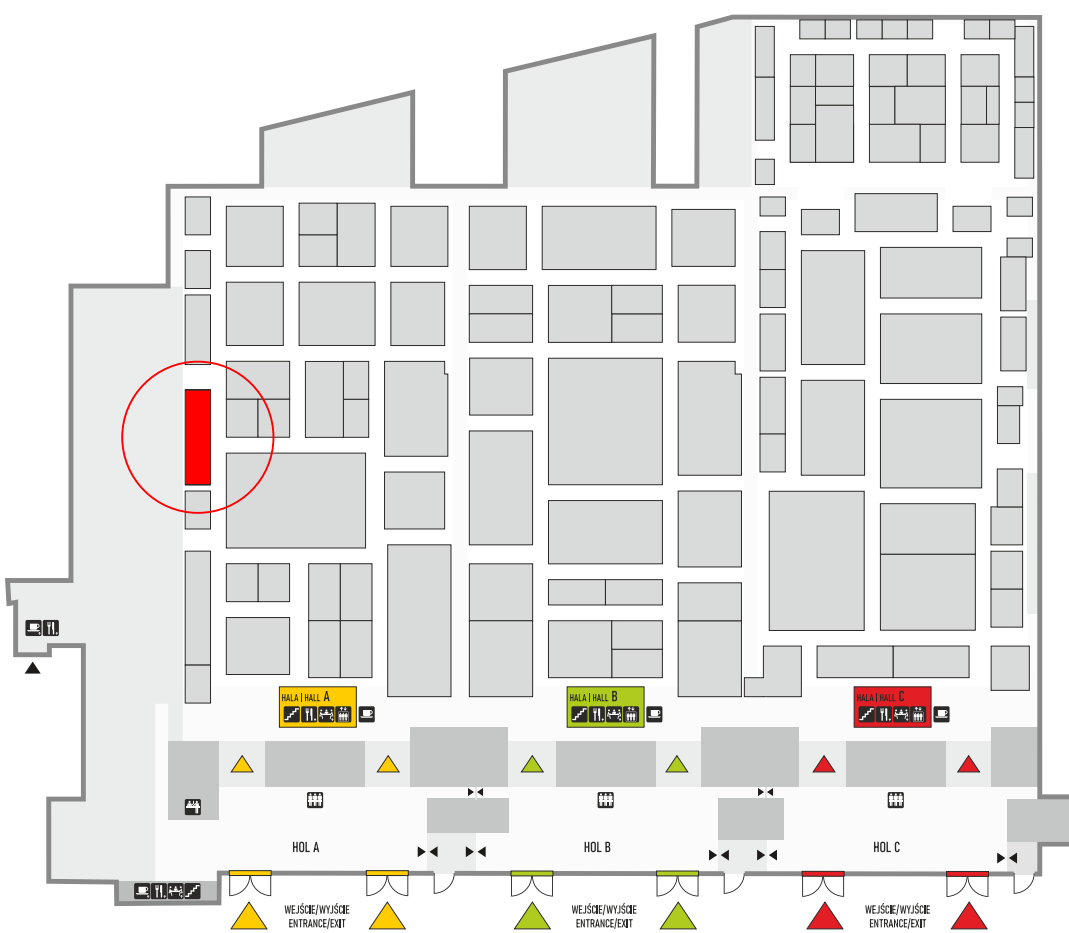 HALA | HALL A
HALA | HALL B
HALA | HALL C
HOL A
HOL B
HOL C
WEJŚCIE/WYJŚCIE
ENTRANCE/EXIT
WEJŚCIE/WYJŚCIE
ENTRANCE/EXIT
WEJŚCIE/WYJŚCIE
ENTRANCE/EXIT